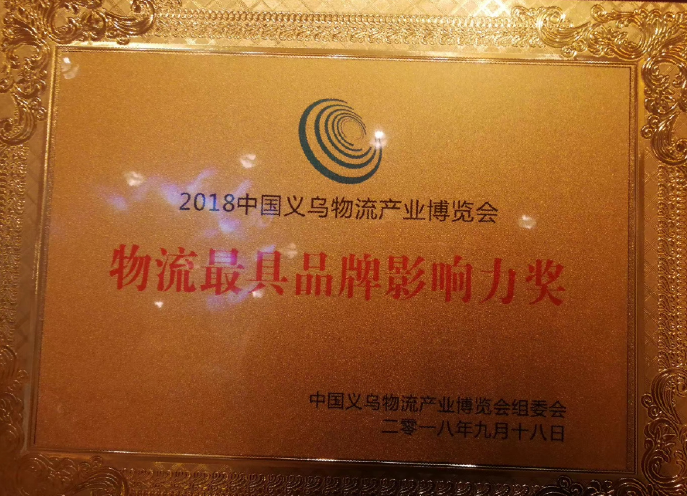 2018中国义乌物流产业博览会
物流最具品牌影响力奖
中国义乌物流产业博览会组委会
二零一八年九月十八日